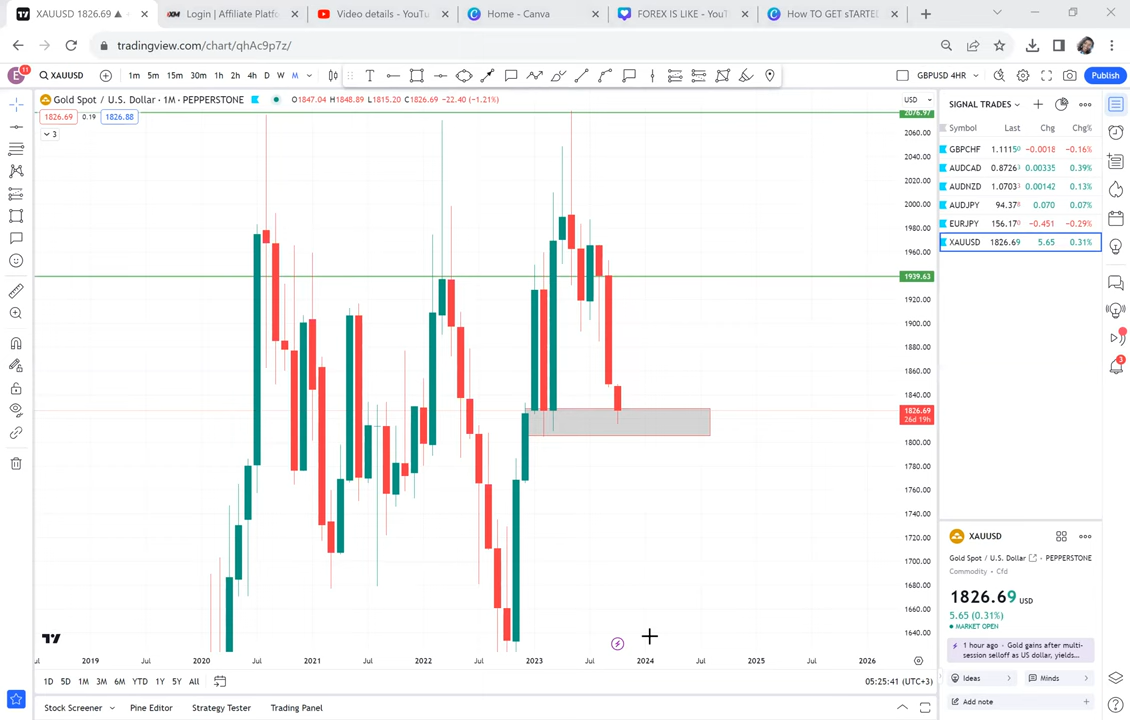 XAUUSD 1826.69 ▲
Login | Affiliate Platfo
Video details - YouTu
Home - Canva
FOREX IS LIKE - YouT
How TO GET sTARTE
tradingview.com/chart/qhAc9p7z/
E 11
XAUUSD
1m 5m 15m 30m 1h 2h 4h D W M
GBPUSD 4HR
Publish
Gold Spot / U.S. Dollar · 1M · PEPPERSTONE
O1847.04 H1848.89 L1815.20 C1826.69 −22.40 (−1.21%)
1826.69 0.19 1826.88
3
USD
2076.97
2060.00
2040.00
2020.00
2000.00
1980.00
1960.00
1939.63
1920.00
1900.00
1880.00
1860.00
1840.00
1826.69
26d 19h
1800.00
1780.00
1760.00
1740.00
1720.00
1700.00
1680.00
1660.00
1640.00
2019 Jul 2020 Jul 2021 Jul 2022 Jul 2023 Jul 2024 Jul 2025 Jul 2026
1D 5D 1M 3M 6M YTD 1Y 5Y All
05:25:41 (UTC+3)
Stock Screener
Pine Editor
Strategy Tester
Trading Panel
SIGNAL TRADES
Symbol Last Chg Chg%
GBPCHF 1.1115⁰ −0.0018 −0.16%
AUDCAD 0.8726³ 0.00335 0.39%
AUDNZD 1.0703³ 0.00142 0.13%
AUDJPY 94.37⁸ 0.070 0.07%
EURJPY 156.17⁰ −0.451 −0.29%
XAUUSD 1826.69 5.65 0.31%
XAUUSD
Gold Spot / U.S. Dollar · PEPPERSTONE
Commodity • Cfd
1826.69 USD
5.65 (0.31%)
MARKET OPEN
1 hour ago • Gold gains after multi-
session selloff as US dollar, yields...
Ideas
Minds
Add note
3